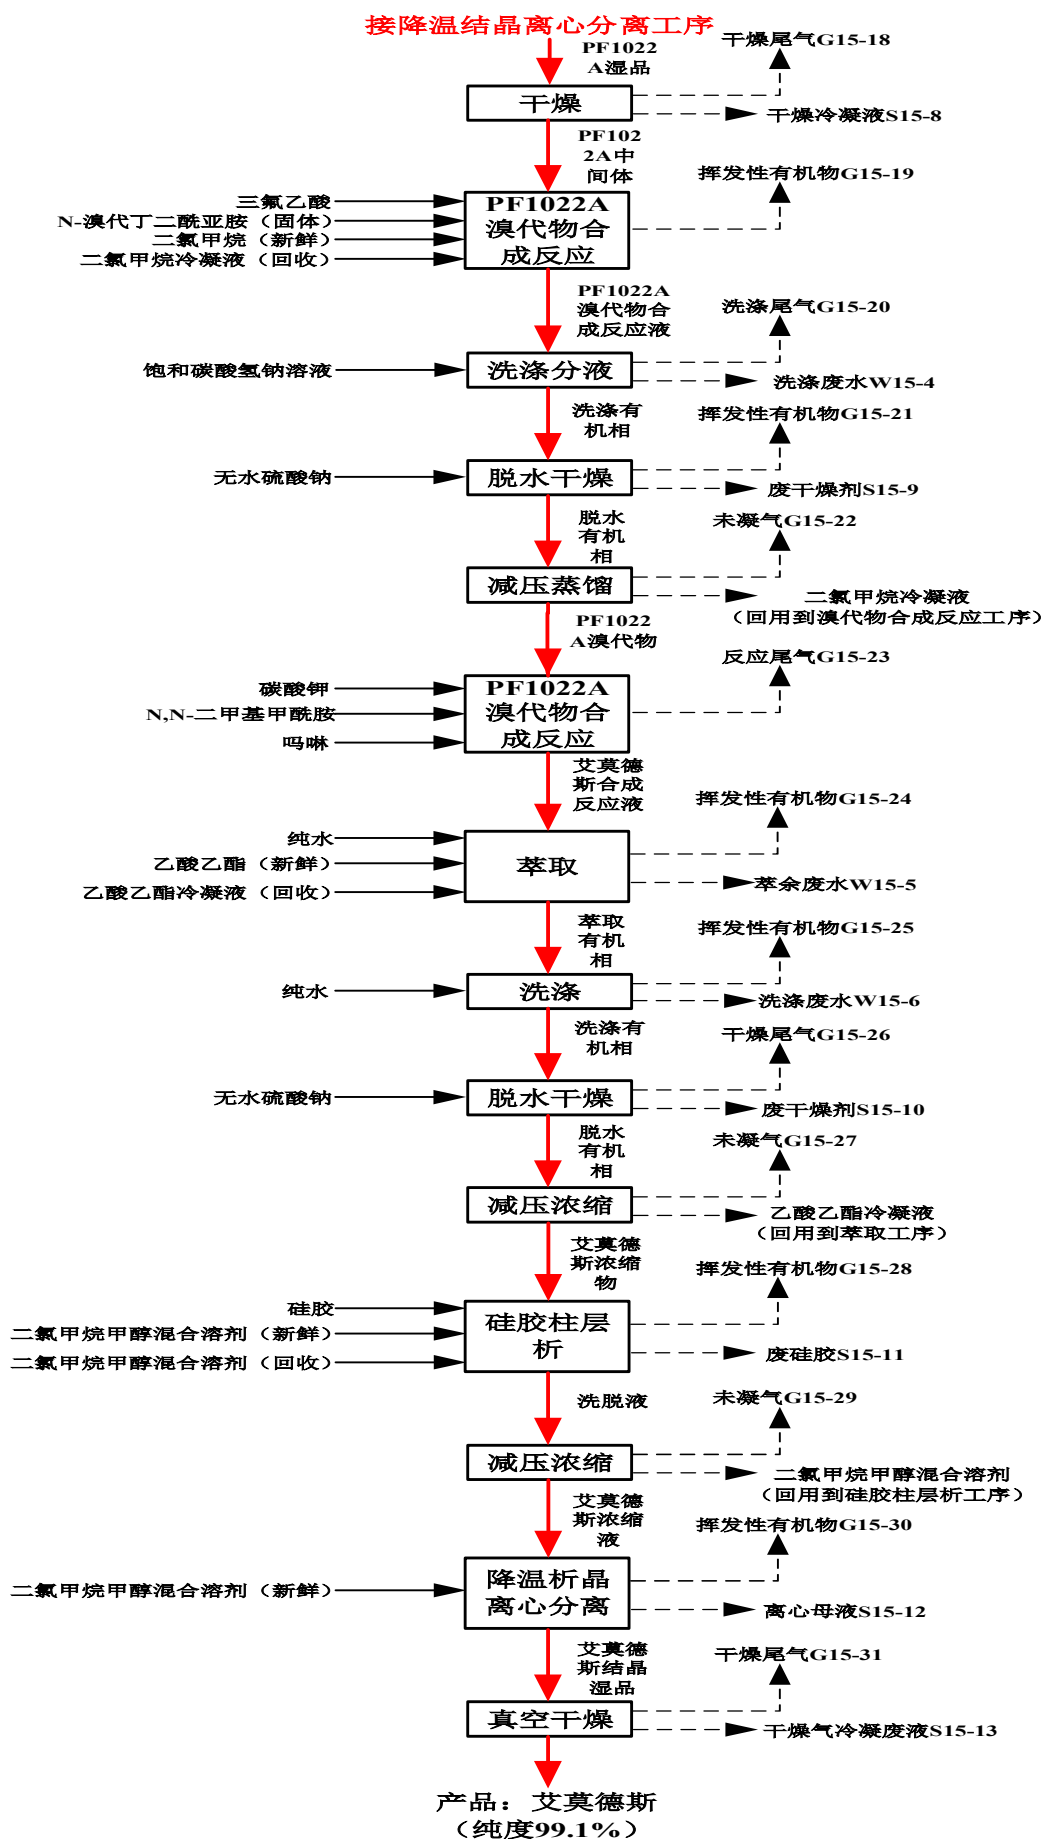 接降温结晶离心分离工序
PF1022
A湿品
干燥尾气G15-18
干燥
干燥冷凝液S15-8
PF102
2A中
间体
挥发性有机物G15-19
三氟乙酸
N-溴代丁二酰亚胺（固体）
二氯甲烷（新鲜）
二氯甲烷冷凝液（回收）
PF1022A
溴代物合
成反应
PF1022A
溴代物合
成反应液
洗涤尾气G15-20
饱和碳酸氢钠溶液
洗涤分液
洗涤废水W15-4
洗涤有
机相
挥发性有机物G15-21
无水硫酸钠
脱水干燥
废干燥剂S15-9
脱水
有机
相
未凝气G15-22
减压蒸馏
二氯甲烷冷凝液
（回用到溴代物合成反应工序）
PF1022
A溴代物
反应尾气G15-23
碳酸钾
N,N-二甲基甲酰胺
吗啉
PF1022A
溴代物合
成反应
艾莫德
斯合成
反应液
挥发性有机物G15-24
纯水
乙酸乙酯（新鲜）
乙酸乙酯冷凝液（回收）
萃取
萃余废水W15-5
萃取
有机
相
挥发性有机物G15-25
纯水
洗涤
洗涤废水W15-6
洗涤有
机相
干燥尾气G15-26
无水硫酸钠
脱水干燥
废干燥剂S15-10
脱水
有机
相
未凝气G15-27
减压浓缩
乙酸乙酯冷凝液
（回用到萃取工序）
艾莫德
斯浓缩
物
挥发性有机物G15-28
硅胶
二氯甲烷甲醇混合溶剂（新鲜）
二氯甲烷甲醇混合溶剂（回收）
硅胶柱层
析
废硅胶S15-11
洗脱液
未凝气G15-29
减压浓缩
二氯甲烷甲醇混合溶剂
（回用到硅胶柱层析工序）
艾莫德
斯浓缩
液
挥发性有机物G15-30
二氯甲烷甲醇混合溶剂（新鲜）
降温析晶
离心分离
离心母液S15-12
艾莫德
斯结晶
湿品
干燥尾气G15-31
真空干燥
干燥气冷凝废液S15-13
产品：艾莫德斯
（纯度99.1%）